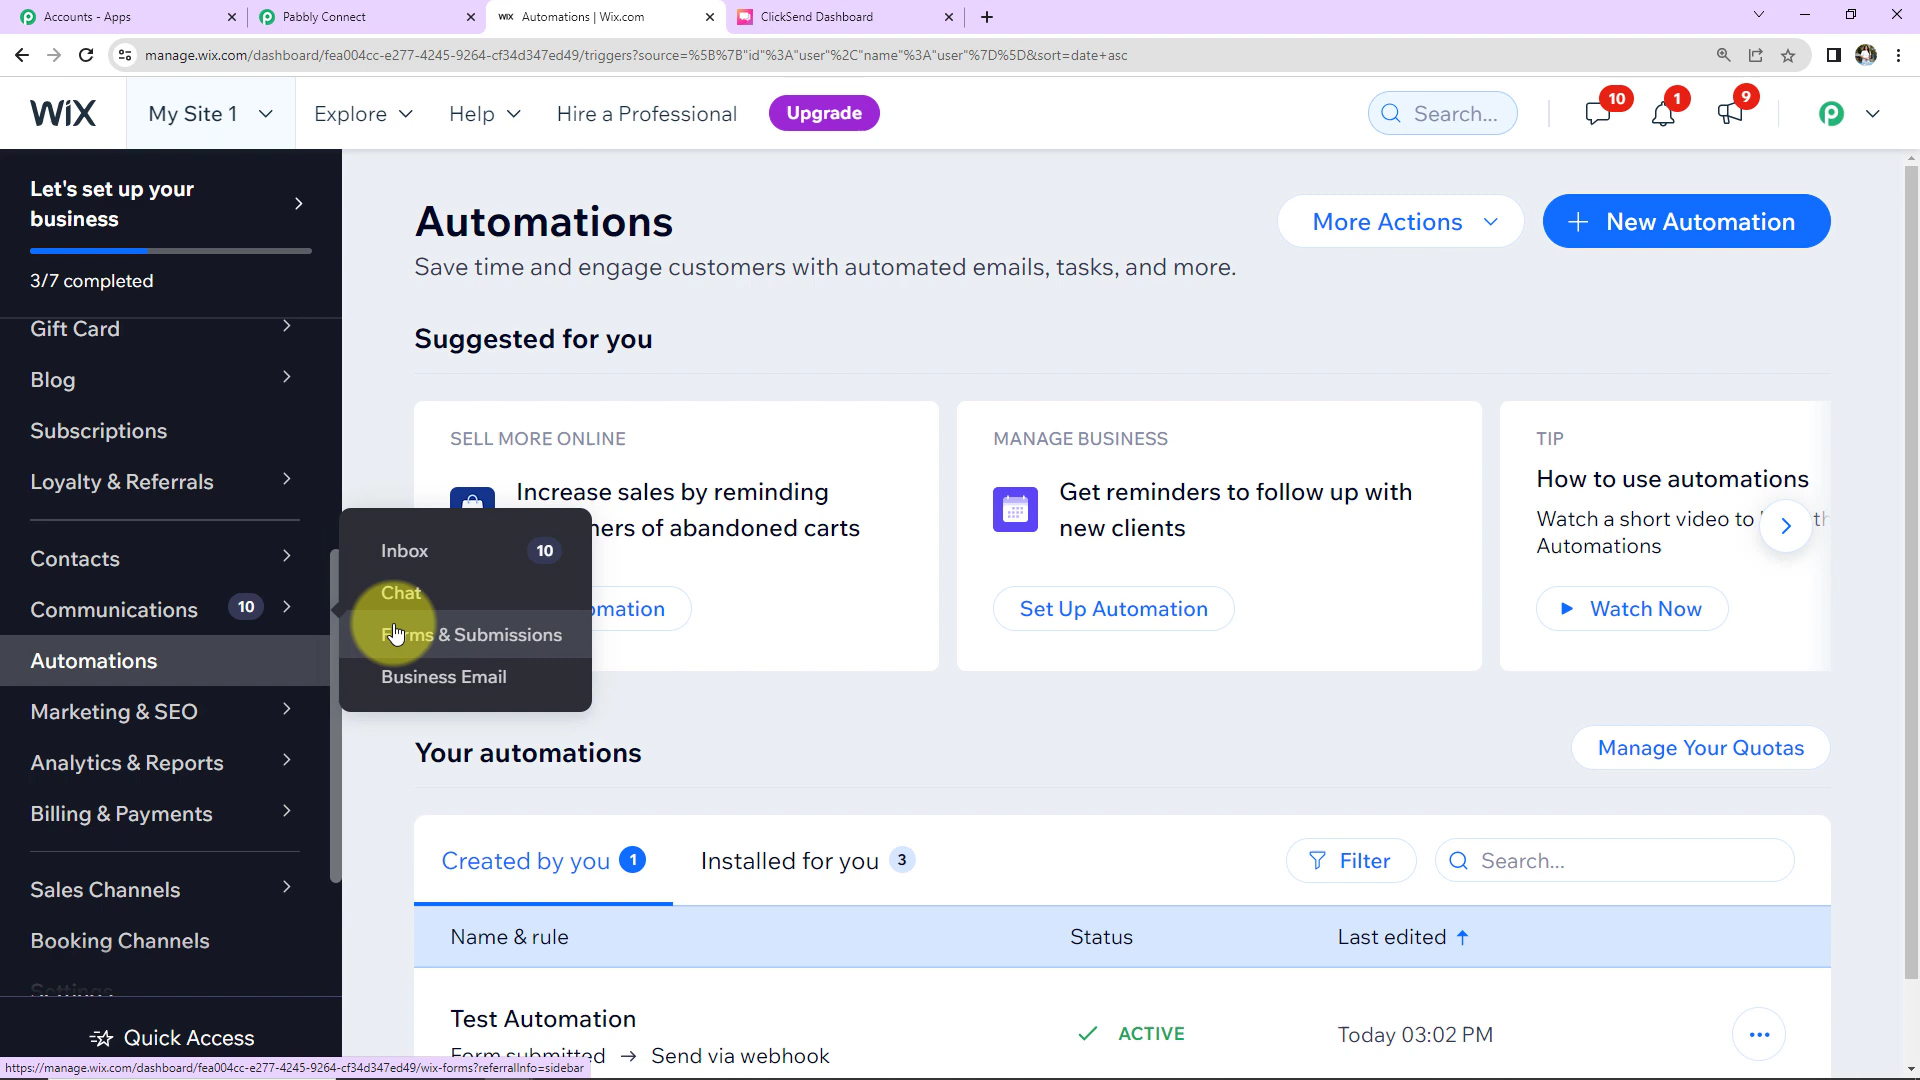 Accounts - Apps
Pabbly Connect
WIX Automations | Wix.com
ClickSend Dashboard
manage.wix.com/dashboard/fea004cc-e277-4245-9264-cf34d347ed49/triggers?source=%5B%7B"id"%3A"user"%2C"name"%3A"user"%7D%5D&sort=date+asc
WIX
My Site 1
Explore
Help
Hire a Professional
Upgrade
Search...
10
1
9
Let's set up your
business
3/7 completed
Gift Card
Blog
Subscriptions
Loyalty & Referrals
Contacts
Communications 10
Automations
Marketing & SEO
Analytics & Reports
Billing & Payments
Sales Channels
Booking Channels
Settings
Quick Access
https://manage.wix.com/dashboard/fea004cc-e277-4245-9264-cf34d347ed49/wix-forms?referralInfo=sidebar
Inbox 10
Chat
Forms & Submissions
Business Email
Automations
Save time and engage customers with automated emails, tasks, and more.
More Actions
+ New Automation
Suggested for you
SELL MORE ONLINE
Increase sales by reminding
ners of abandoned carts
omation
MANAGE BUSINESS
Get reminders to follow up with
new clients
Set Up Automation
TIP
How to use automations
Watch a short video to
Automations
Watch Now
Your automations
Manage Your Quotas
Created by you 1
Installed for you 3
Filter
Search...
Name & rule
Status
Last edited ↑
Test Automation
Form submitted → Send via webhook
ACTIVE
Today 03:02 PM